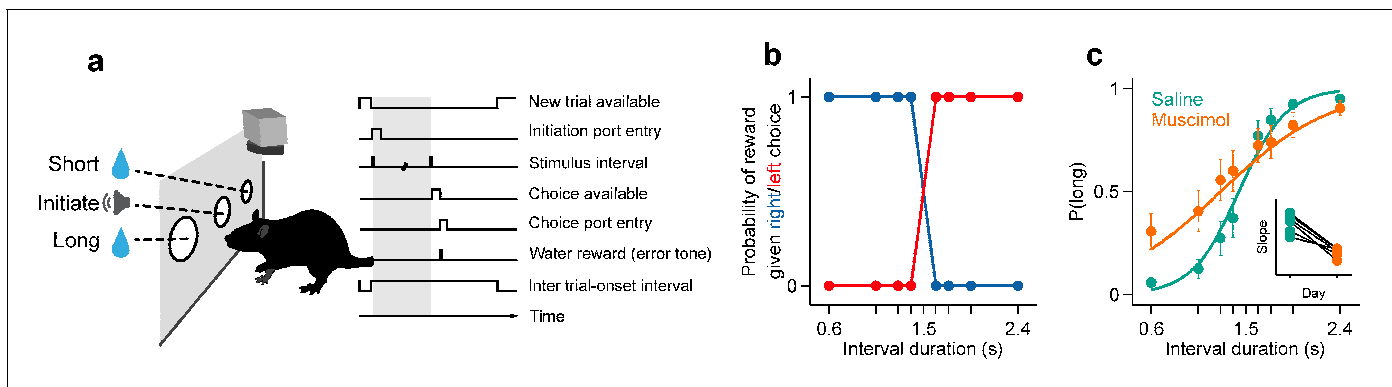 a
Short
Initiate
Long
New trial available
Initiation port entry
Stimulus interval
Choice available
Choice port entry
Water reward (error tone)
Inter trial-onset interval
Time
b
Probability of reward
given right/left choice
1
0
0.6
1.5
2.4
Interval duration (s)
c
Saline
Muscimol
P(long)
1
0.5
0
Slope
Day
0.6
1.5
2.4
Interval duration (s)